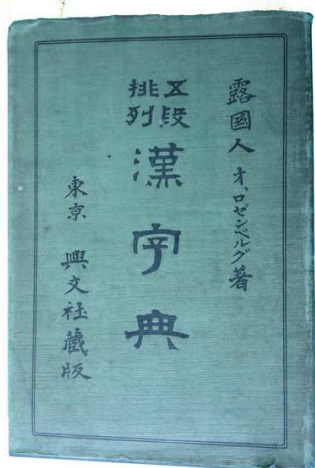 露國人 オ、ロゼンベルグ著
五段
排列
漢字典
東京 興文社藏版